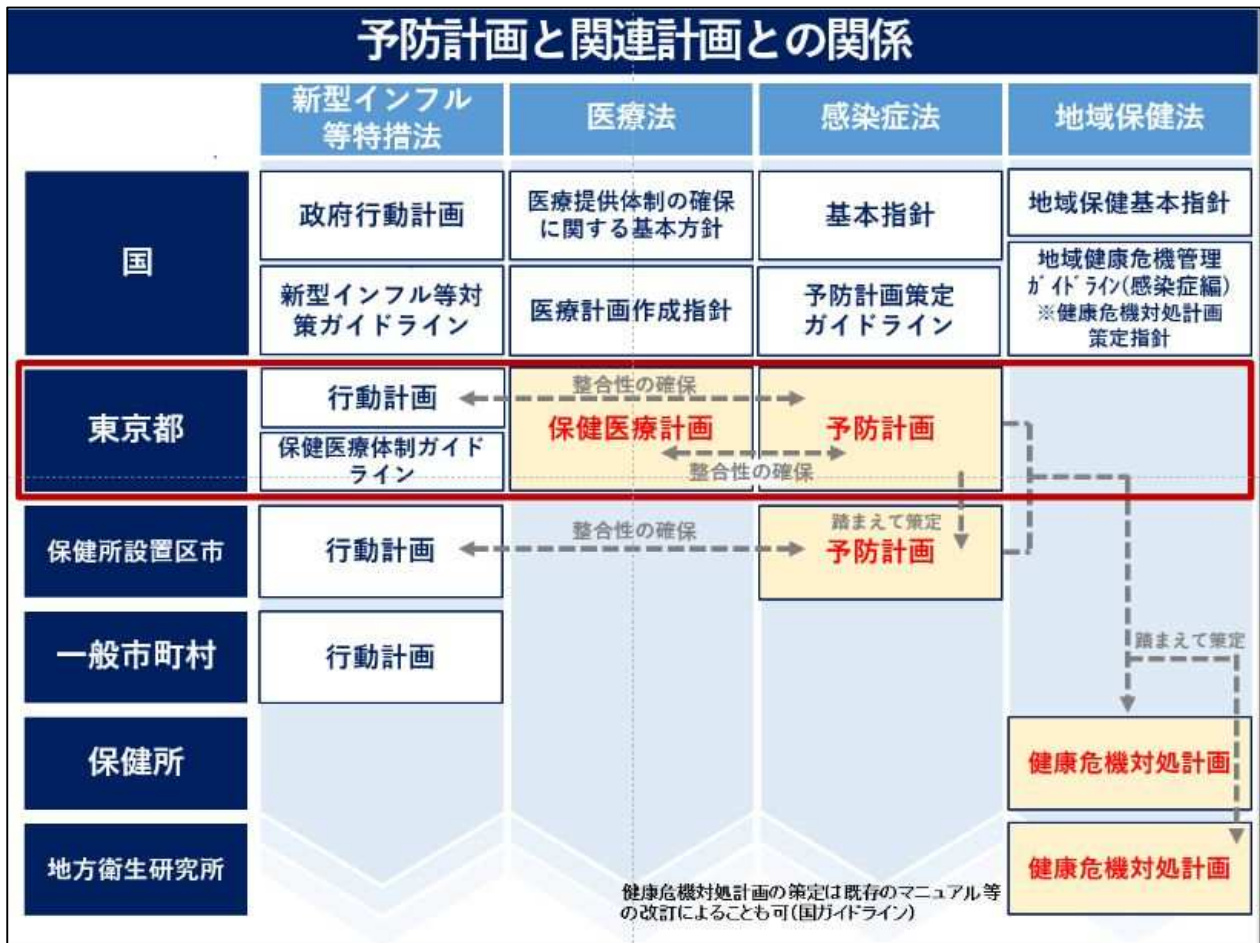 予防計画と関連計画との関係
新型インフル
等特措法
医療法
感染症法
地域保健法
国
政府行動計画
医療提供体制の確保
に関する基本方針
基本指針
地域保健基本指針
新型インフル等対
策ガイドライン
医療計画作成指針
予防計画策定
ガイドライン
地域健康危機管理
ガイドライン(感染症編)
※健康危機対処計画
策定指針
東京都
行動計画
整合性の確保
保健医療体制ガイド
ライン
保健医療計画
予防計画
整合性の確保
保健所設置区市
行動計画
整合性の確保
踏まえて策定
予防計画
一般市町村
行動計画
踏まえて策定
保健所
健康危機対処計画
地方衛生研究所
健康危機対処計画
健康危機対処計画の策定は既存のマニュアル等
の改訂によることも可(国ガイドライン)